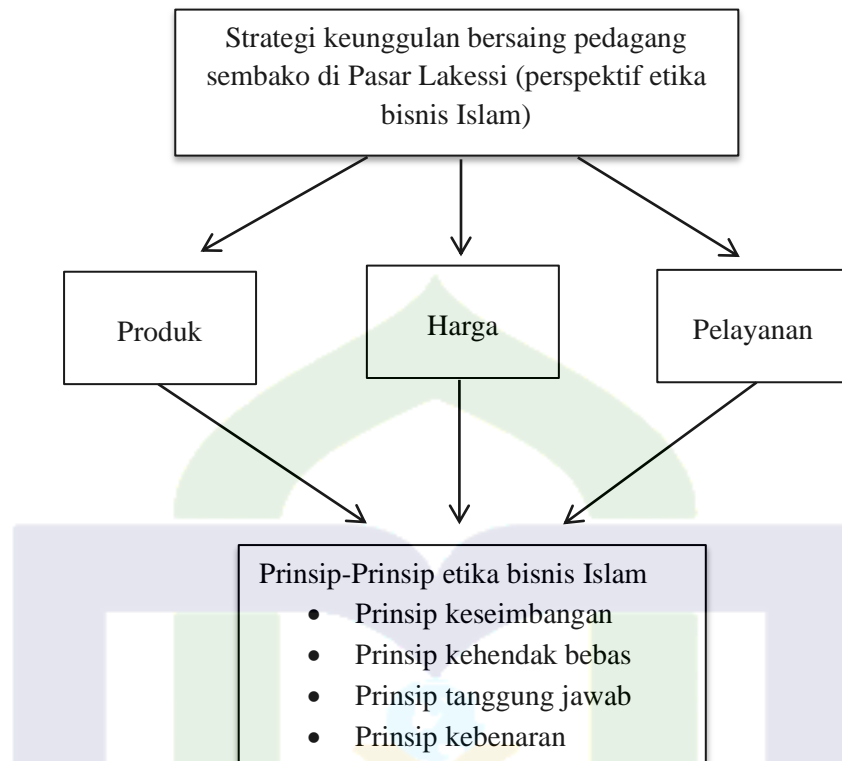 Strategi keunggulan bersaing pedagang
sembako di Pasar Lakessi (perspektif etika
bisnis Islam)
Produk
Harga
Pelayanan
Prinsip-Prinsip etika bisnis Islam
• Prinsip keseimbangan
• Prinsip kehendak bebas
• Prinsip tanggung jawab
• Prinsip kebenaran